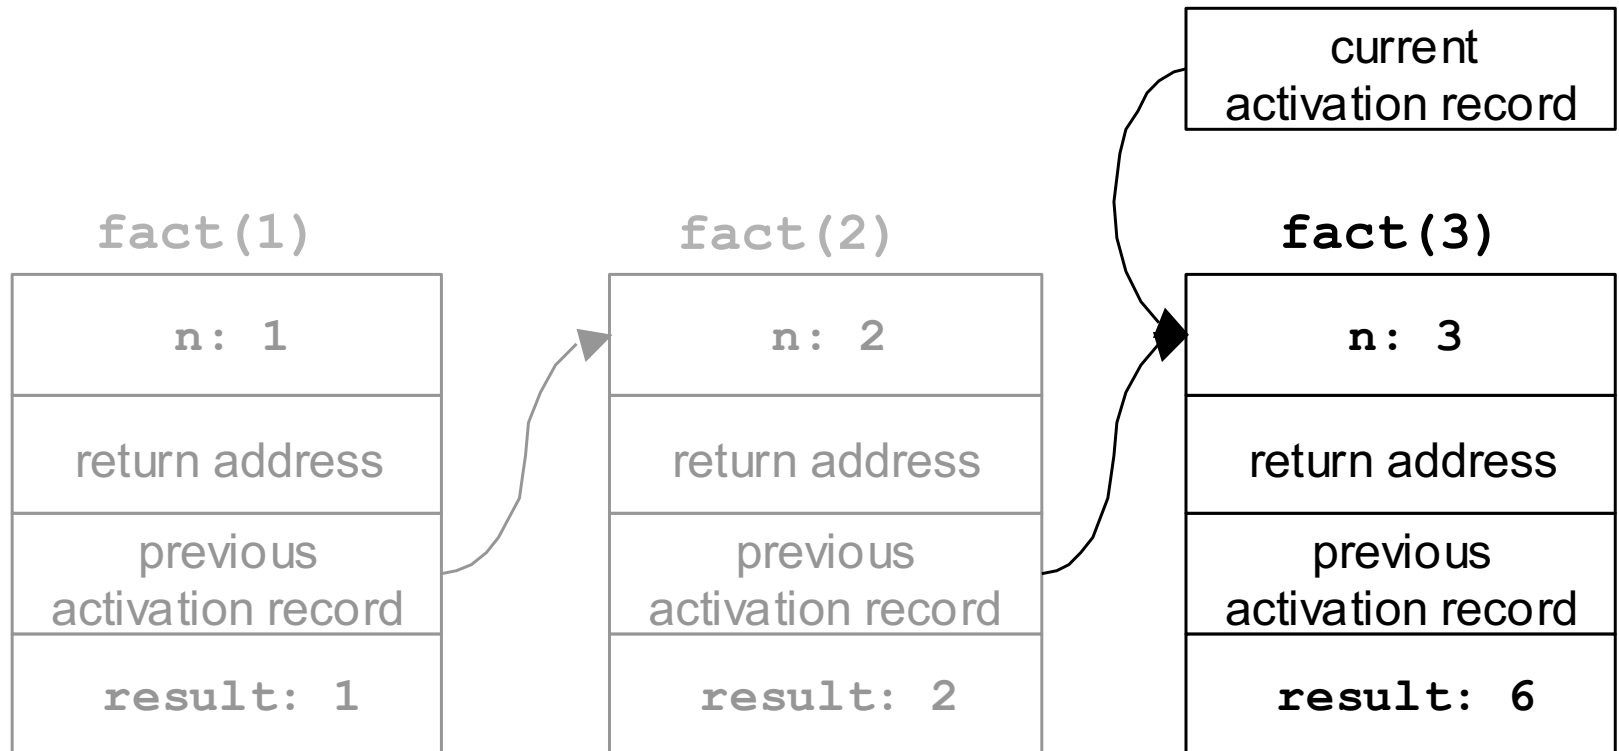 current
activation record
fact(1)
n: 1
return address
previous
activation record
result: 1
fact(2)
n: 2
return address
previous
activation record
result: 2
fact(3)
n: 3
return address
previous
activation record
result: 6